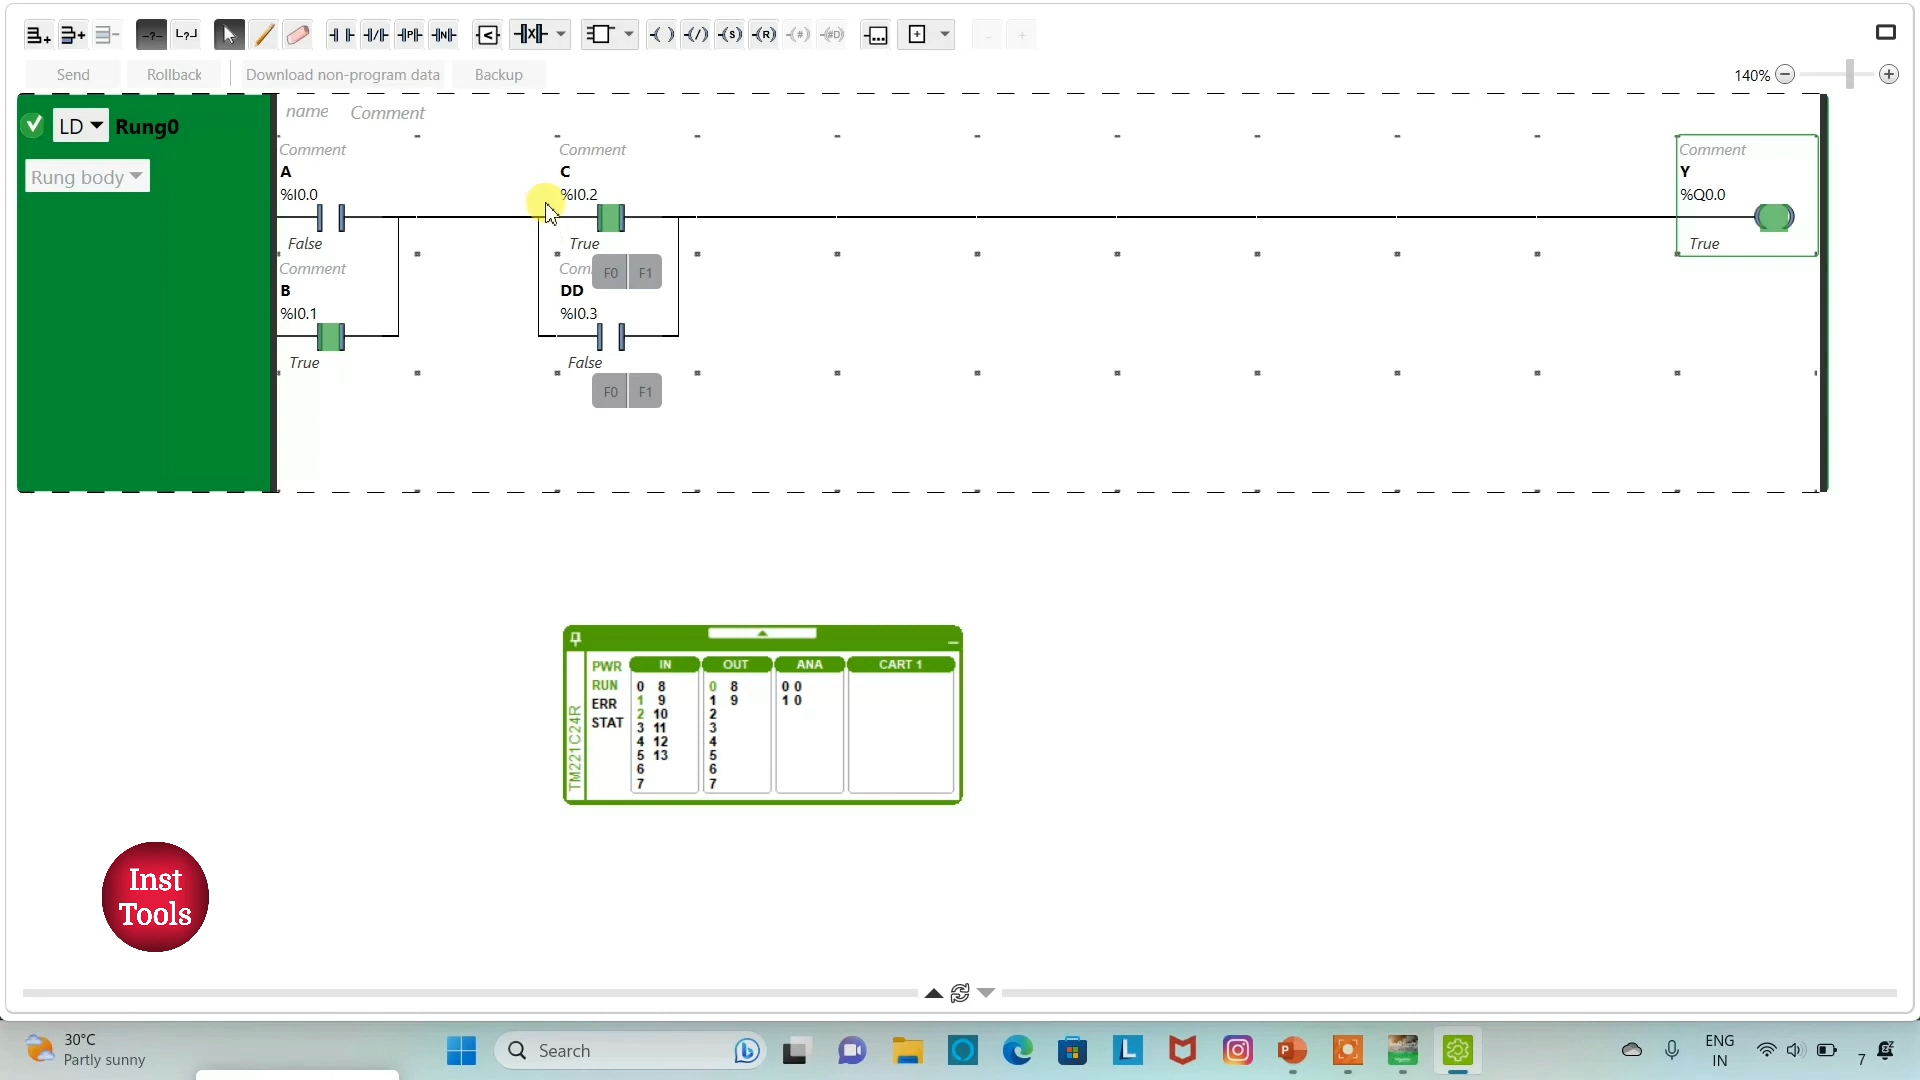 Send Rollback Download non-program data Backup 140%
LD Rung0
name Comment
Rung body
Comment
A
%I0.0
False
Comment
B
%I0.1
True
Comment
C
%I0.2
True
F0 F1
Com
DD
%I0.3
False
F0 F1
Comment
Y
%Q0.0
True
TM221C24R
PWR
RUN
ERR
STAT
IN OUT ANA CART 1
0 8 0 8 0 0
1 9 1 9 1 0
2 10 2
3 11 3
4 12 4
5 13 5
6 6
7 7
Inst
Tools
30°C
Partly sunny
Search
ENG
IN
7